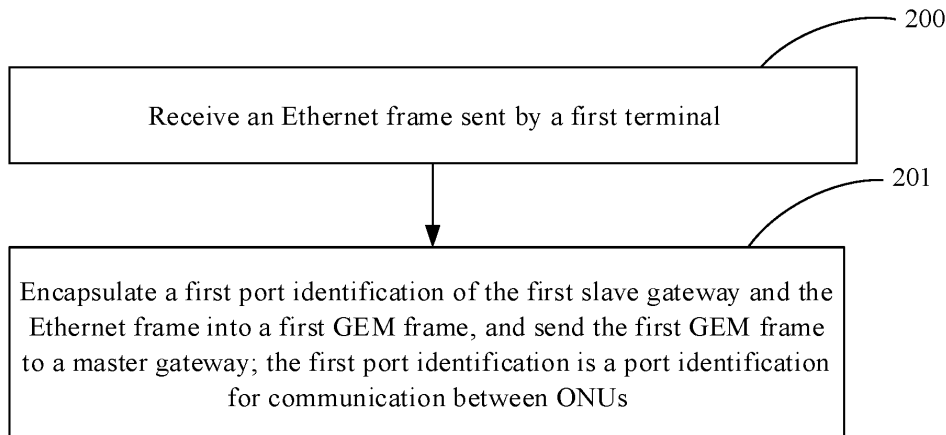 200
Receive an Ethernet frame sent by a first terminal
201
Encapsulate a first port identification of the first slave gateway and the
Ethernet frame into a first GEM frame, and send the first GEM frame
to a master gateway; the first port identification is a port identification
for communication between ONUs